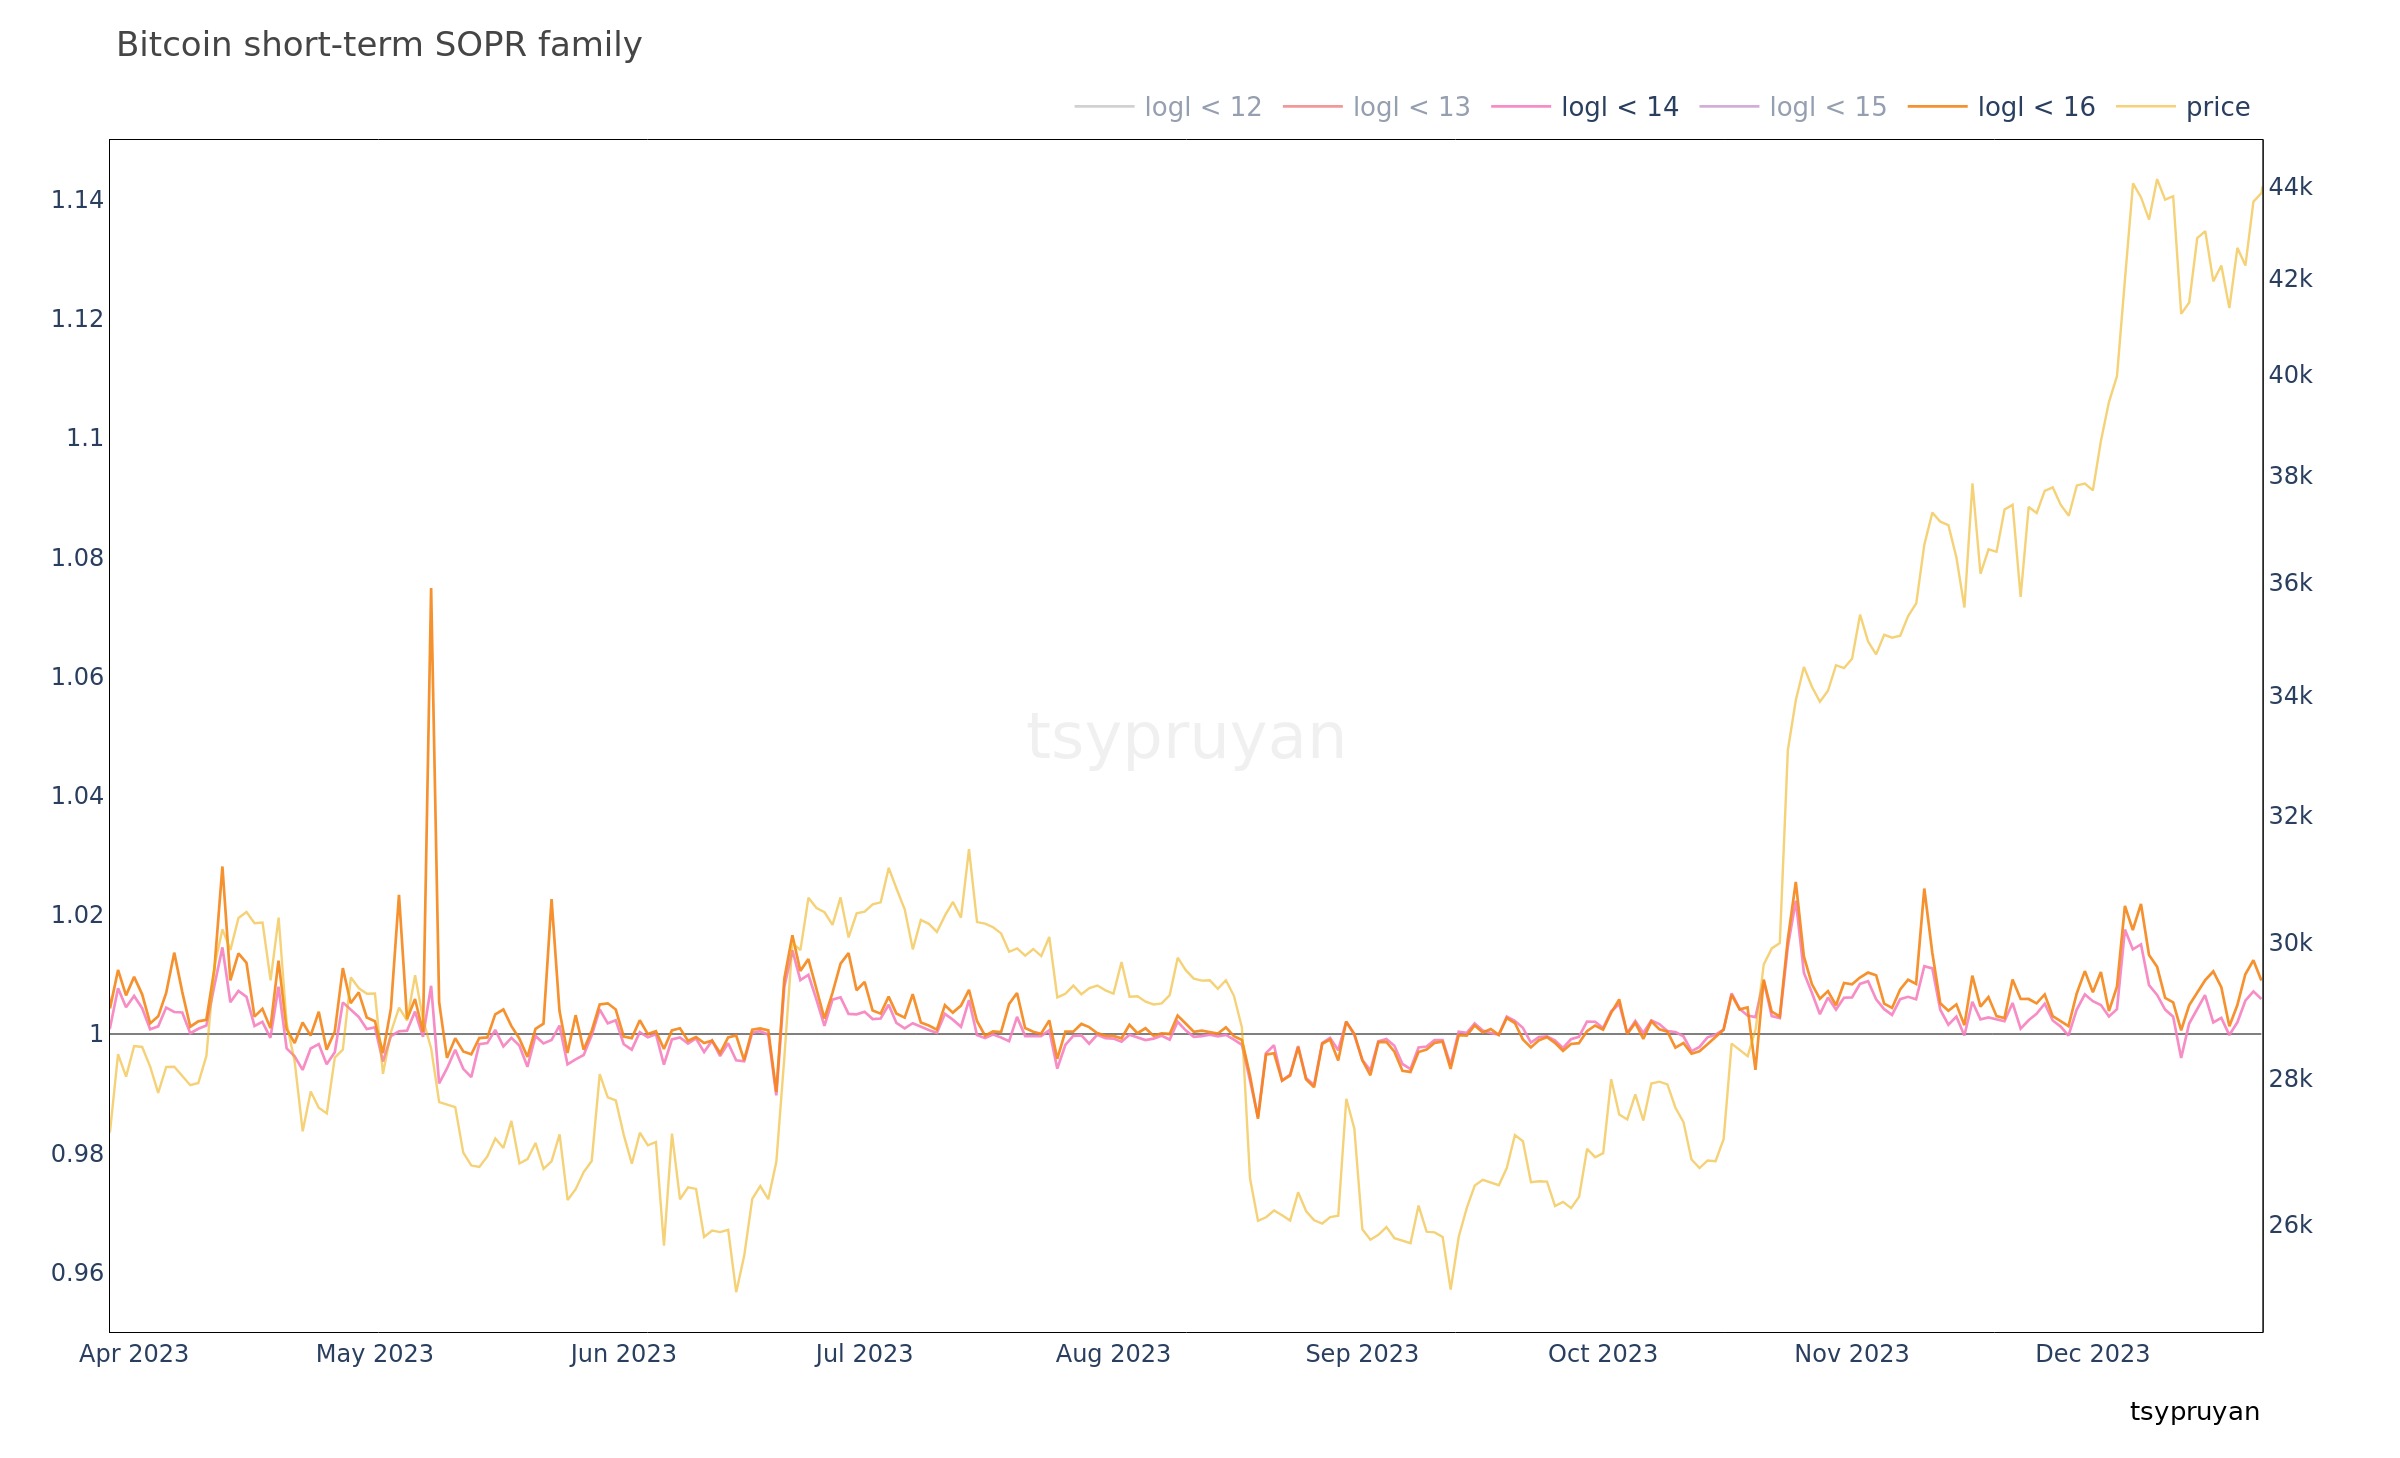 Bitcoin short-term SOPR family
logl < 12 logl < 13 logl < 14 logl < 15 logl < 16 price
1.14
1.12
1.1
1.08
1.06
1.04
1.02
1
0.98
0.96
44k
42k
40k
38k
36k
34k
32k
30k
28k
26k
tsypruyan
Apr 2023 May 2023 Jun 2023 Jul 2023 Aug 2023 Sep 2023 Oct 2023 Nov 2023 Dec 2023
tsypruyan